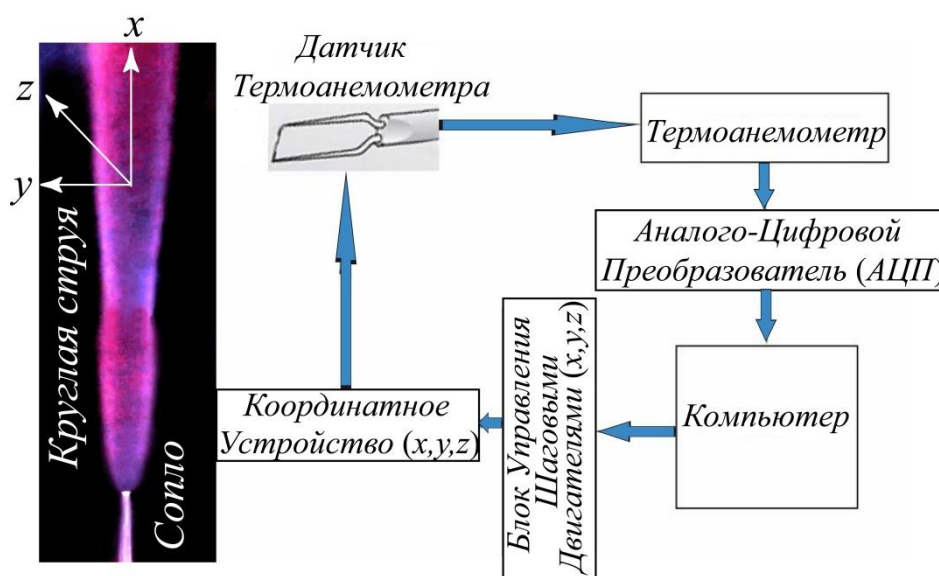 x
z
y
Круглая струя
Сопло
Датчик
Термоанемометра
Термоанемометр
Аналого-Цифровой
Преобразователь (АЦП)
Компьютер
Блок Управления
Шаговыми
Двигателями (x,y,z)
Координатное
Устройство (x,y,z)